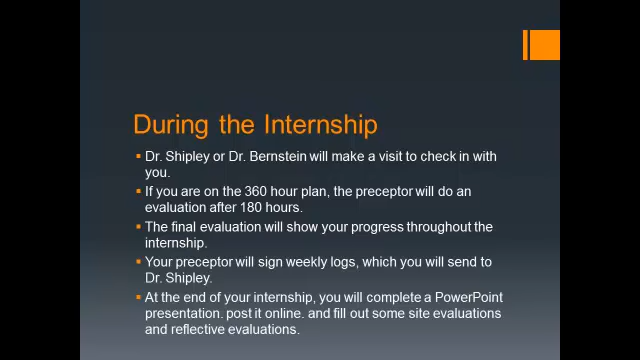 During the Internship
Dr. Shipley or Dr. Bernstein will make a visit to check in with
you.
If you are on the 360 hour plan, the preceptor will do an
evaluation after 180 hours.
The final evaluation will show your progress throughout the
internship.
Your preceptor will sign weekly logs, which you will send to
Dr. Shipley.
At the end of your internship, you will complete a PowerPoint
presentation. post it online. and fill out some site evaluations
and reflective evaluations.